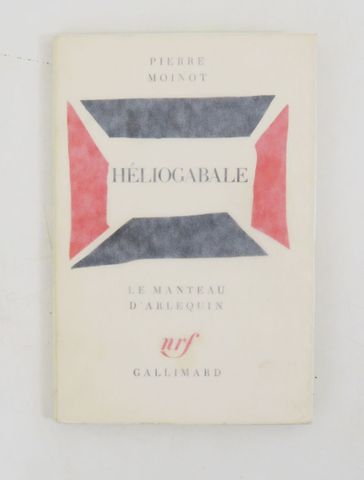 PIERRE
MOINOT
HÉLIOGABALE
LE MANTEAU
D'ARLEQUIN
nrf
GALLIMARD